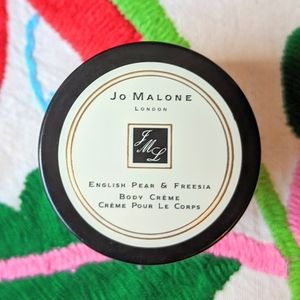 Jo Malone
London
JML
English Pear & Freesia
Body Crème
Crème Pour Le Corps